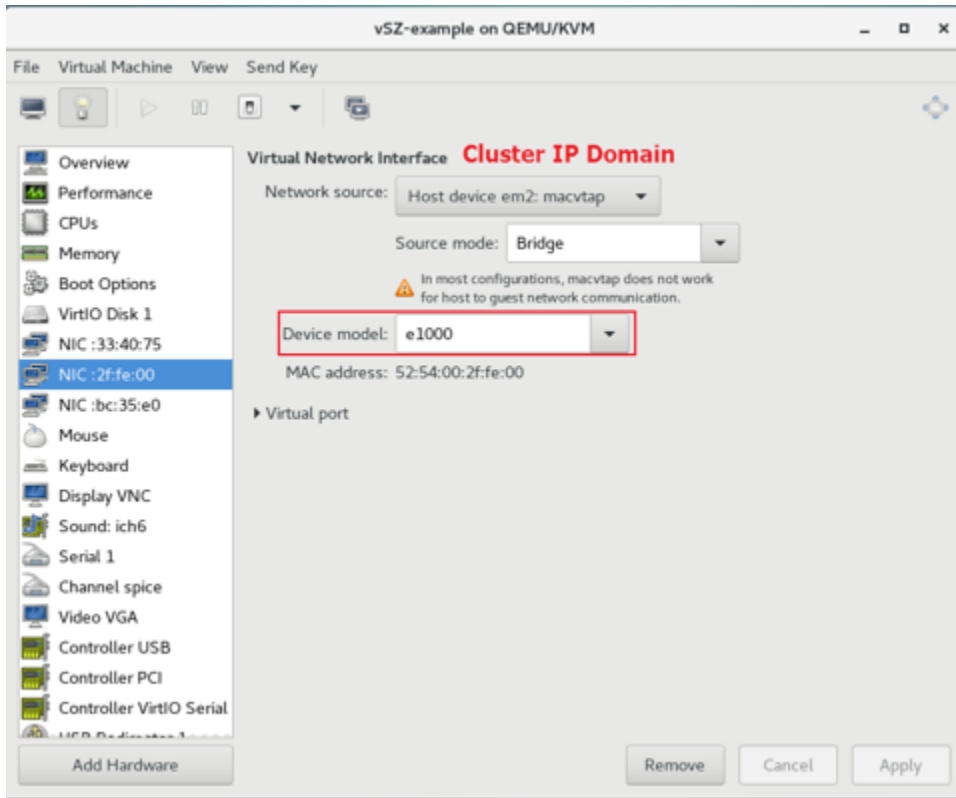 vSZ-example on QEMU/KVM
File Virtual Machine View Send Key
Overview
Performance
CPUs
Memory
Boot Options
VirtIO Disk 1
NIC :33:40:75
NIC :2f:fe:00
NIC :bc:35:e0
Mouse
Keyboard
Display VNC
Sound: ich6
Serial 1
Channel spice
Video VGA
Controller USB
Controller PCI
Controller VirtIO Serial
USB Redirector 1
Add Hardware
Virtual Network Interface Cluster IP Domain
Network source: Host device em2: macvtap
Source mode: Bridge
In most configurations, macvtap does not work
for host to guest network communication.
Device model: e1000
MAC address: 52:54:00:2f:fe:00
Virtual port
Remove Cancel Apply